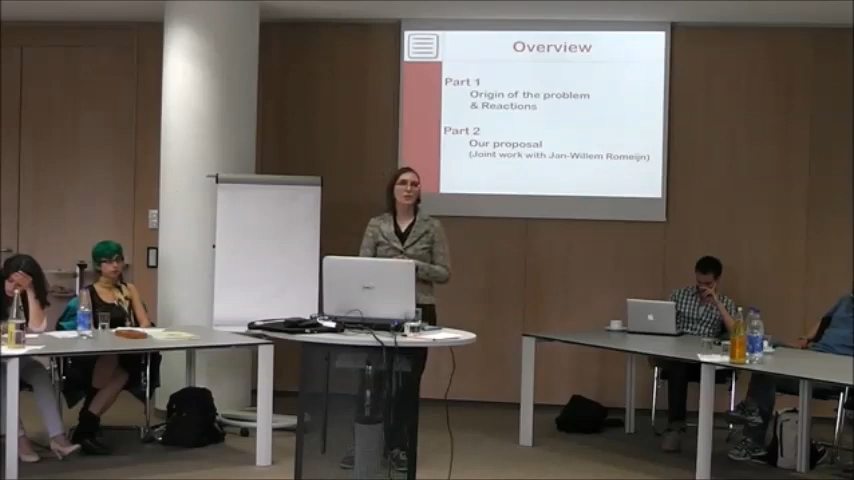 Overview
Part 1
Origin of the problem
& Reactions
Part 2
Our proposal
(Joint work with Jan-Willem Romeijn)